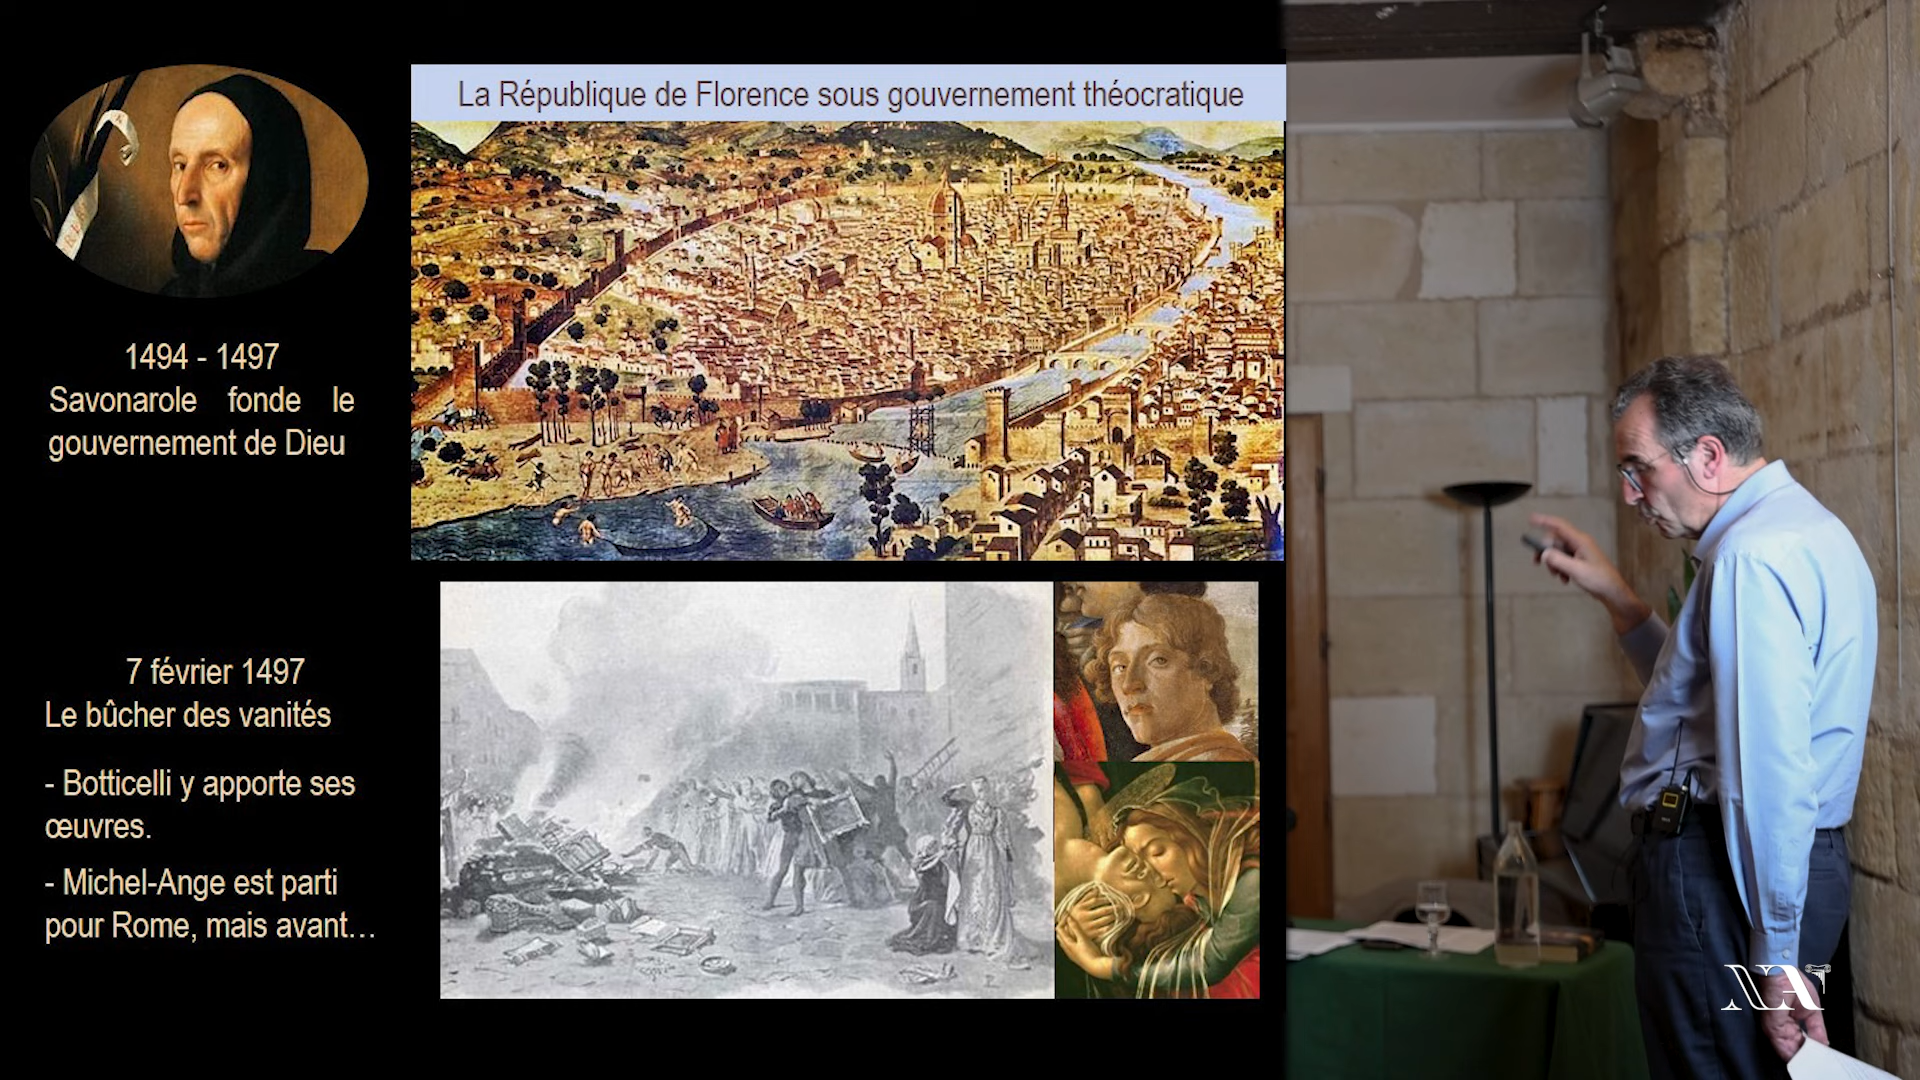 La République de Florence sous gouvernement théocratique
1494 - 1497
Savonarole fonde le
gouvernement de Dieu
7 février 1497
Le bûcher des vanités
- Botticelli y apporte ses
œuvres.
- Michel-Ange est parti
pour Rome, mais avant…